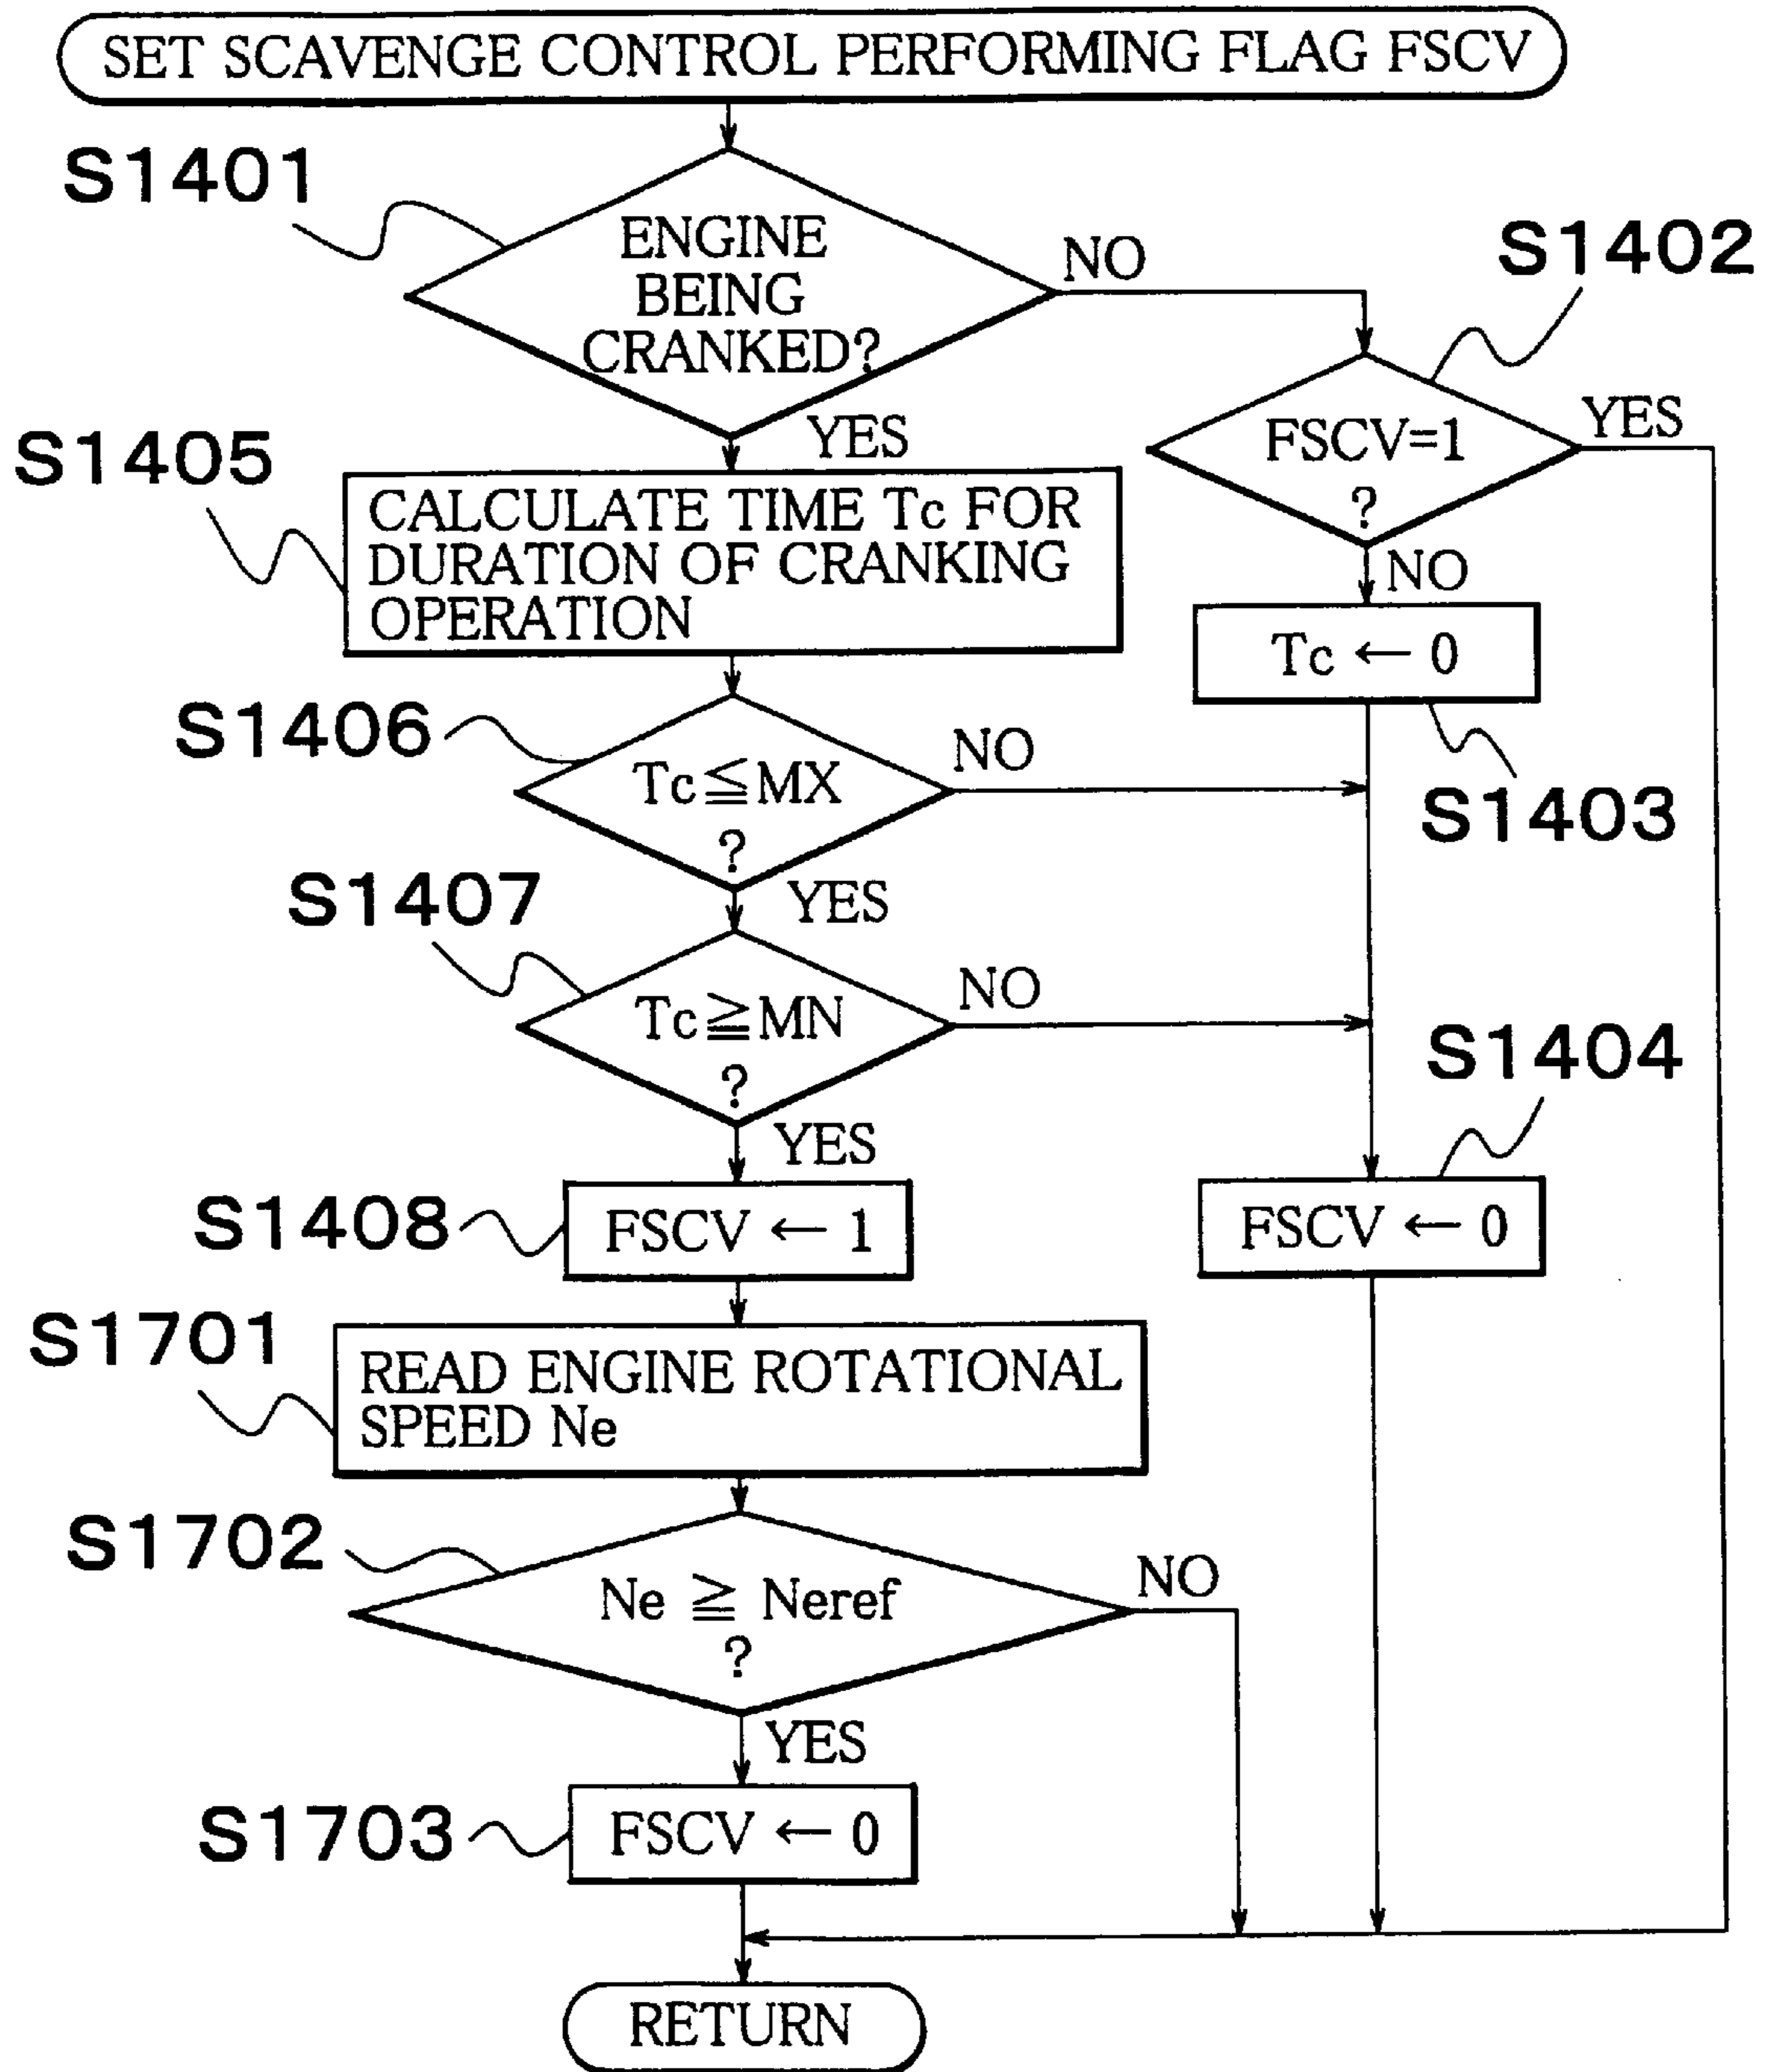 SET SCAVENGE CONTROL PERFORMING FLAG FSCV
S1401
ENGINE
BEING
CRANKED?
NO
S1402
FSCV=1
?
YES
NO
YES
S1405
CALCULATE TIME Tc FOR
DURATION OF CRANKING
OPERATION
Tc ← 0
S1403
S1406
Tc≦MX
?
NO
YES
S1407
Tc≧MN
?
NO
YES
S1404
FSCV ← 0
S1408
FSCV ← 1
S1701
READ ENGINE ROTATIONAL
SPEED Ne
S1702
Ne ≧ Neref
?
NO
YES
S1703
FSCV ← 0
RETURN